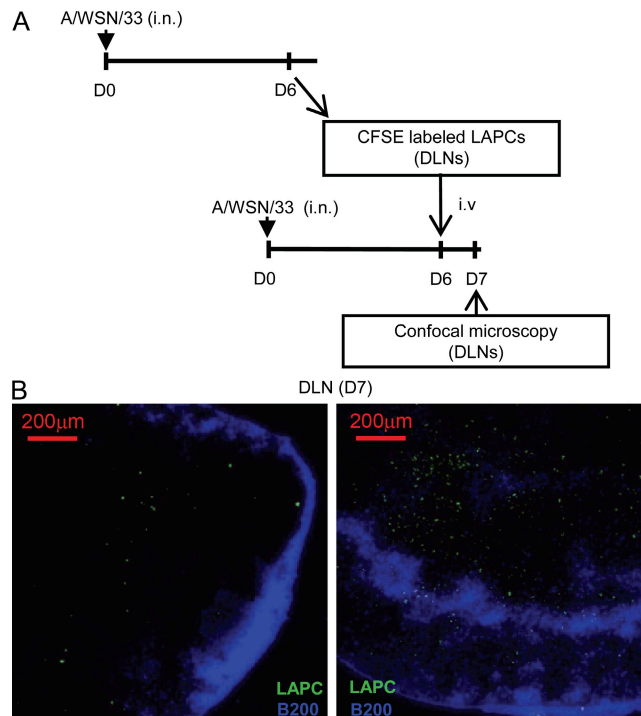 A
A/WSN/33 (i.n.)
D0
D6
CFSE labeled LAPCs
(DLNs)
A/WSN/33 (i.n.)
i.v
D0
D6
D7
Confocal microscopy
(DLNs)
B
DLN (D7)
200μm
200μm
LAPC
B200
LAPC
B200